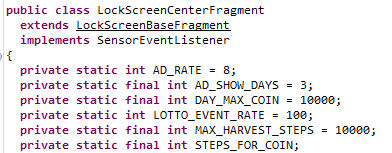 public class LockScreenCenterFragment
extends LockScreenBaseFragment
implements SensorEventListener
{
private static int AD_RATE = 8;
private static final int AD_SHOW_DAYS = 3;
private static final int DAY_MAX_COIN = 10000;
private static int LOTTO_EVENT_RATE = 100;
private static final int MAX_HARVEST_STEPS = 10000;
private static final int STEPS_FOR_COIN;